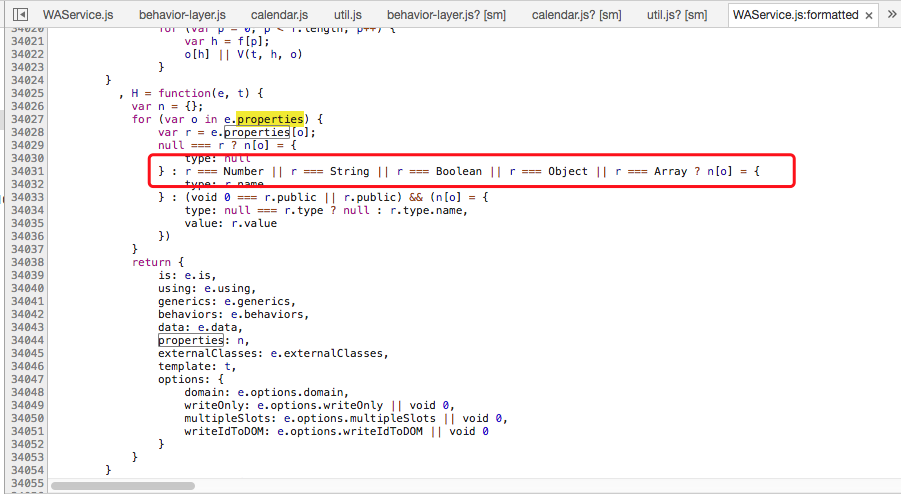 WAService.js behavior-layer.js calendar.js util.js behavior-layer.js? [sm] calendar.js? [sm] util.js? [sm] WAService.js:formatted × »
34020 for (var p = 0, p < r.length, p++) {
34021 var h = f[p];
34022 o[h] || V(t, h, o)
34023 }
34024 }
34025 , H = function(e, t) {
34026 var n = {};
34027 for (var o in e.properties) {
34028 var r = e.properties[o];
34029 null === r ? n[o] = {
34030 type: null
34031 } : r === Number || r === String || r === Boolean || r === Object || r === Array ? n[o] = {
34032 type: r.name
34033 } : (void 0 === r.public || r.public) && (n[o] = {
34034 type: null === r.type ? null : r.type.name,
34035 value: r.value
34036 })
34037 }
34038 return {
34039 is: e.is,
34040 using: e.using,
34041 generics: e.generics,
34042 behaviors: e.behaviors,
34043 data: e.data,
34044 properties: n,
34045 externalClasses: e.externalClasses,
34046 template: t,
34047 options: {
34048 domain: e.options.domain,
34049 writeOnly: e.options.writeOnly || void 0,
34050 multipleSlots: e.options.multipleSlots || void 0,
34051 writeIdToDOM: e.options.writeIdToDOM || void 0
34052 }
34053 }
34054 }
34055